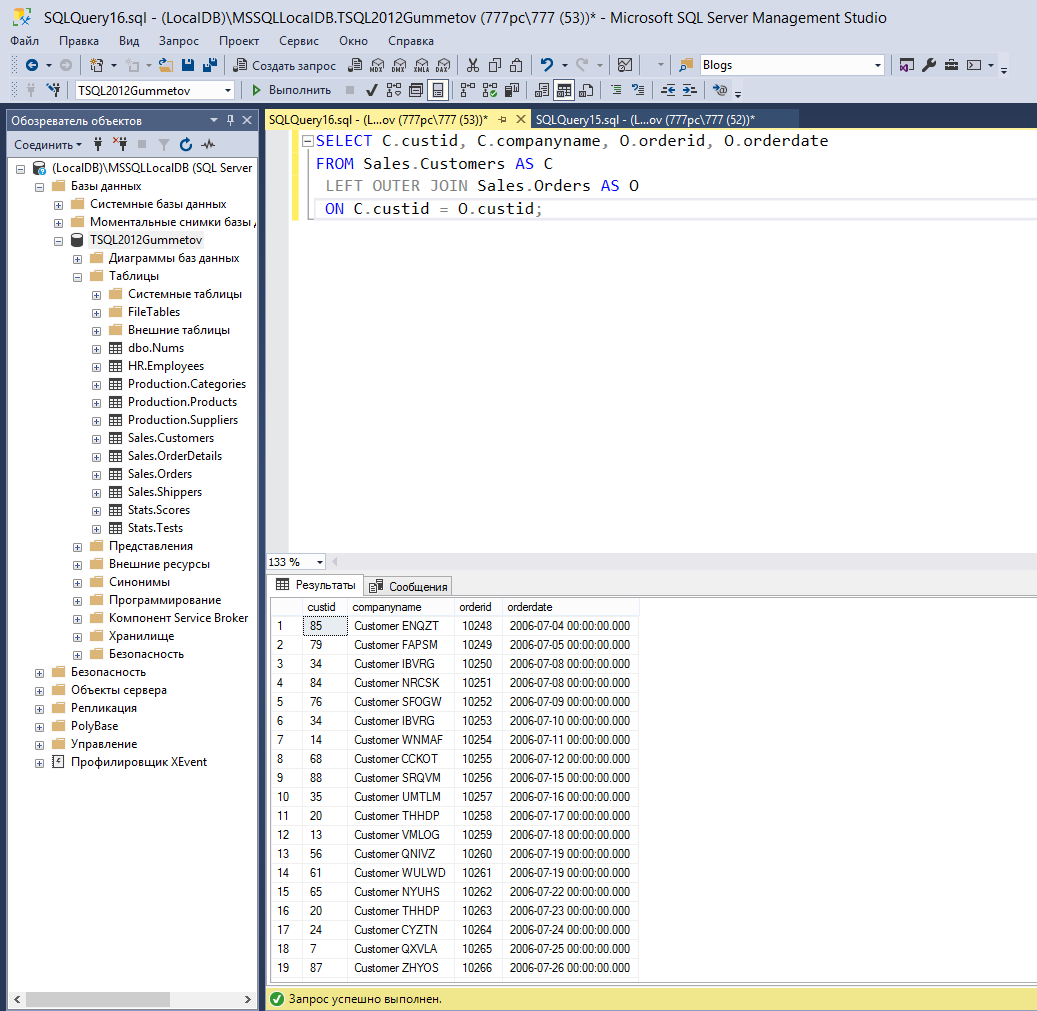 SQLQuery16.sql - (LocalDB)\MSSQLLocalDB.TSQL2012Gummetov (777pc\777 (53))* - Microsoft SQL Server Management Studio
Файл Правка Вид Запрос Проект Сервис Окно Справка
Создать запрос MDX DMX XMLA DAX Blogs
TSQL2012Gummetov Выполнить
Обозреватель объектов
Соединить
(LocalDB)\MSSQLLocalDB (SQL Server
Базы данных
Системные базы данных
Моментальные снимки базы
TSQL2012Gummetov
Диаграммы баз данных
Таблицы
Системные таблицы
FileTables
Внешние таблицы
dbo.Nums
HR.Employees
Production.Categories
Production.Products
Production.Suppliers
Sales.Customers
Sales.OrderDetails
Sales.Orders
Sales.Shippers
Stats.Scores
Stats.Tests
Представления
Внешние ресурсы
Синонимы
Программирование
Компонент Service Broker
Хранилище
Безопасность
Безопасность
Объекты сервера
Репликация
PolyBase
Управление
Профилировщик XEvent
SQLQuery16.sql - (L...ov (777pc\777 (53))* SQLQuery15.sql - (L...ov (777pc\777 (52))*
SELECT C.custid, C.companyname, O.orderid, O.orderdate
FROM Sales.Customers AS C
LEFT OUTER JOIN Sales.Orders AS O
ON C.custid = O.custid;
133 %
Результаты Сообщения
custid companyname orderid orderdate
1 85 Customer ENQZT 10248 2006-07-04 00:00:00.000
2 79 Customer FAPSM 10249 2006-07-05 00:00:00.000
3 34 Customer IBVRG 10250 2006-07-08 00:00:00.000
4 84 Customer NRCSK 10251 2006-07-08 00:00:00.000
5 76 Customer SFOGW 10252 2006-07-09 00:00:00.000
6 34 Customer IBVRG 10253 2006-07-10 00:00:00.000
7 14 Customer WNMAF 10254 2006-07-11 00:00:00.000
8 68 Customer CCKOT 10255 2006-07-12 00:00:00.000
9 88 Customer SRQVM 10256 2006-07-15 00:00:00.000
10 35 Customer UMTLM 10257 2006-07-16 00:00:00.000
11 20 Customer THHDP 10258 2006-07-17 00:00:00.000
12 13 Customer VMLOG 10259 2006-07-18 00:00:00.000
13 56 Customer QNIVZ 10260 2006-07-19 00:00:00.000
14 61 Customer WULWD 10261 2006-07-19 00:00:00.000
15 65 Customer NYUHS 10262 2006-07-22 00:00:00.000
16 20 Customer THHDP 10263 2006-07-23 00:00:00.000
17 24 Customer CYZTN 10264 2006-07-24 00:00:00.000
18 7 Customer QXVLA 10265 2006-07-25 00:00:00.000
19 87 Customer ZHYOS 10266 2006-07-26 00:00:00.000
Запрос успешно выполнен.